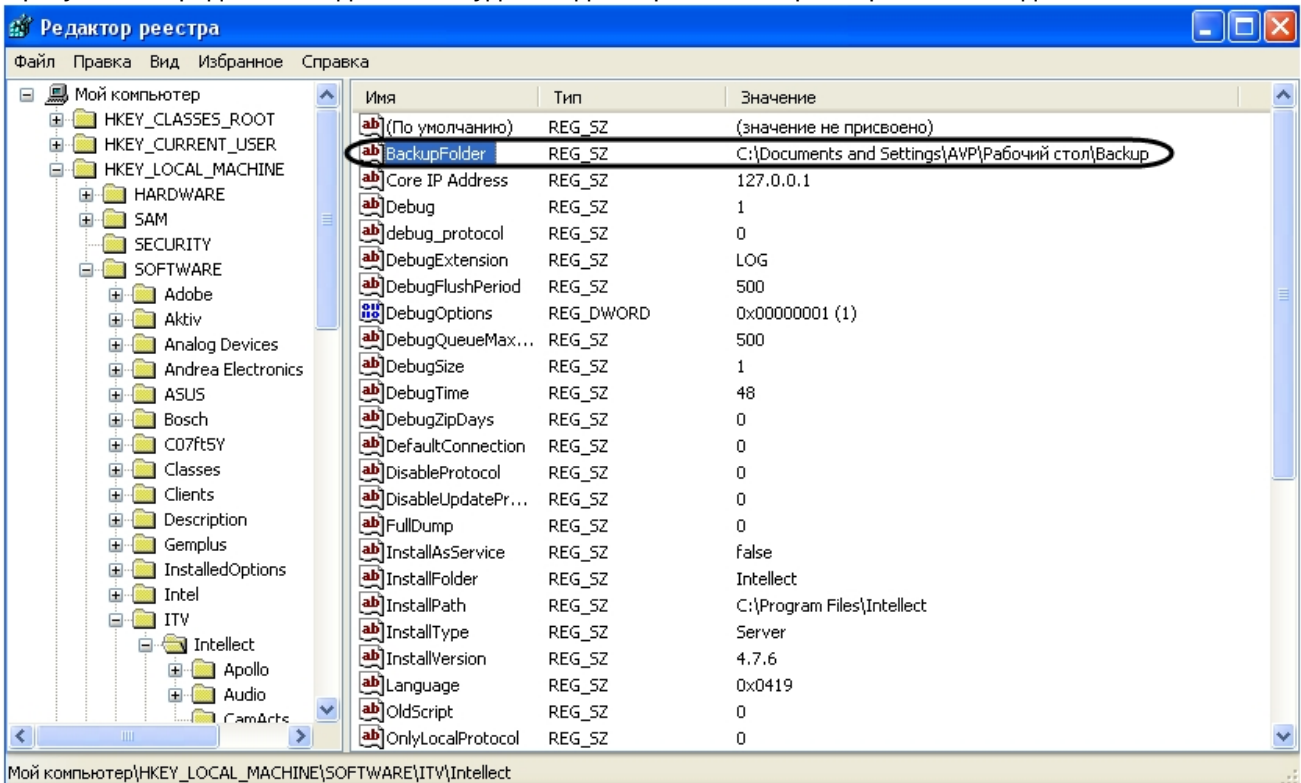 Редактор реестра
Файл Правка Вид Избранное Справка
Мой компьютер
HKEY_CLASSES_ROOT
HKEY_CURRENT_USER
HKEY_LOCAL_MACHINE
HARDWARE
SAM
SECURITY
SOFTWARE
Adobe
Aktiv
Analog Devices
Andrea Electronics
ASUS
Bosch
C07ft5Y
Classes
Clients
Description
Gemplus
InstalledOptions
Intel
ITV
Intellect
Apollo
Audio
CamActs
Имя Тип Значение
(По умолчанию) REG_SZ (значение не присвоено)
BackupFolder REG_SZ C:\Documents and Settings\AVP\Рабочий стол\Backup
Core IP Address REG_SZ 127.0.0.1
Debug REG_SZ 1
debug_protocol REG_SZ 0
DebugExtension REG_SZ LOG
DebugFlushPeriod REG_SZ 500
DebugOptions REG_DWORD 0x00000001 (1)
DebugQueueMax... REG_SZ 500
DebugSize REG_SZ 1
DebugTime REG_SZ 48
DebugZipDays REG_SZ 0
DefaultConnection REG_SZ 0
DisableProtocol REG_SZ 0
DisableUpdatePr... REG_SZ 0
FullDump REG_SZ 0
InstallAsService REG_SZ false
InstallFolder REG_SZ Intellect
InstallPath REG_SZ C:\Program Files\Intellect
InstallType REG_SZ Server
InstallVersion REG_SZ 4.7.6
Language REG_SZ 0x0419
OldScript REG_SZ 0
OnlyLocalProtocol REG_SZ 0
Мой компьютер\HKEY_LOCAL_MACHINE\SOFTWARE\ITV\Intellect